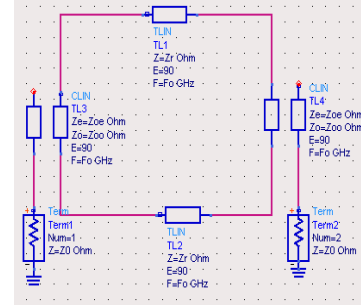 TLIN
TL1
Z=Zr Ohm
E=90
F=Fo GHz
CLIN
TL3
Ze=Zoe Ohm
Zo=Zoo Ohm
E=90
F=Fo GHz
CLIN
TL4
Ze=Zoe Ohm
Zo=Zoo Ohm
E=90
F=Fo GHz
Term
Term1
Num=1
Z=Z0 Ohm
TLIN
TL2
Z=Zr Ohm
E=90
F=Fo GHz
Term
Term2
Num=2
Z=Z0 Ohm